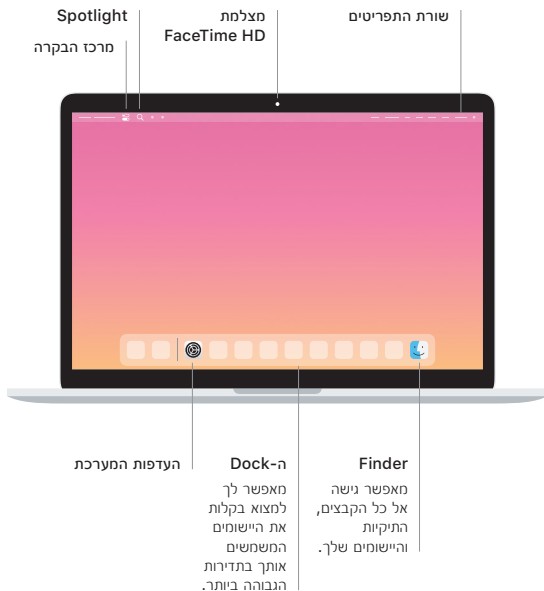 שורת התפריטים
מצלמת
FaceTime HD
Spotlight
מרכז הבקרה
Finder
מאפשר גישה
אל כל הקבצים,
התיקיות
והיישומים שלך.
ה-Dock
מאפשר לך
למצוא בקלות
את היישומים
המשמשים
אותך בתדירות
הגבוהה ביותר.
העדפות המערכת